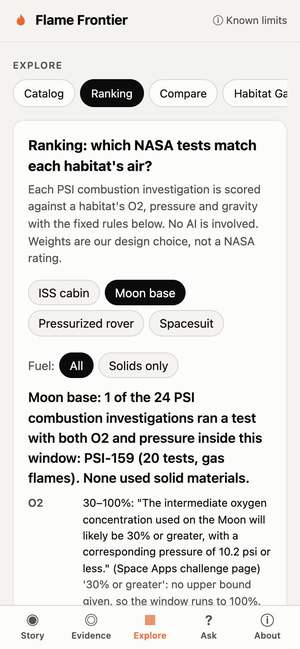 Flame Frontier
ⓘ Known limits
EXPLORE
Catalog
Ranking
Compare
Habitat Ga
Ranking: which NASA tests match
each habitat's air?
Each PSI combustion investigation is scored
against a habitat's O2, pressure and gravity
with the fixed rules below. No AI is involved.
Weights are our design choice, not a NASA
rating.
ISS cabin
Moon base
Pressurized rover
Spacesuit
Fuel:
All
Solids only
Moon base: 1 of the 24 PSI
combustion investigations ran a test
with both O2 and pressure inside this
window: PSI-159 (20 tests, gas
flames). None used solid materials.
O2
30–100%: "The intermediate oxygen
concentration used on the Moon will
likely be 30% or greater, with a
corresponding pressure of 10.2 psi or
less." (Space Apps challenge page)
'30% or greater': no upper bound
given, so the window runs to 100%.
Story
Evidence
Explore
? Ask
ⓘ About